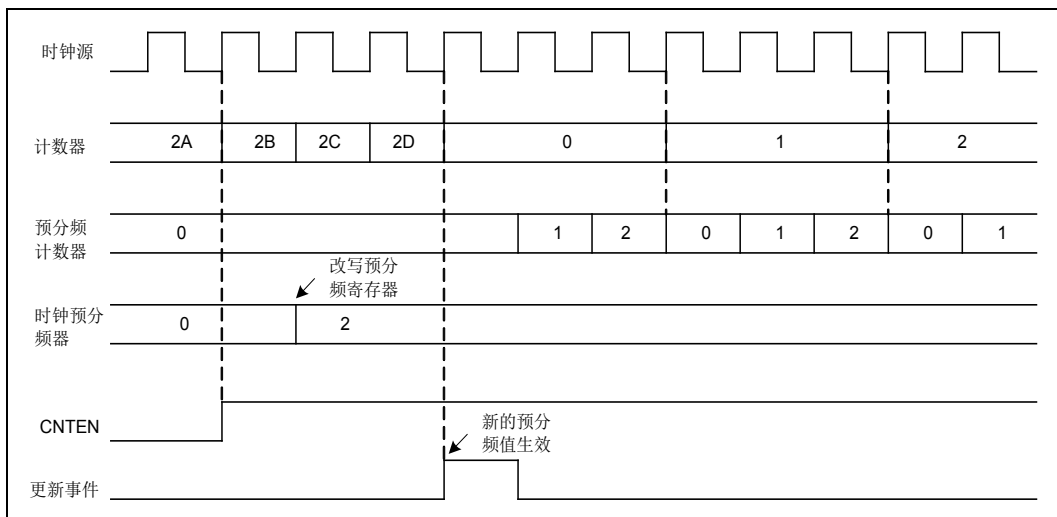 时钟源
计数器
2A 2B 2C 2D 0 1 2
预分频
计数器
0 1 2 0 1 2 0 1
改写预分
频寄存器
时钟预分
频器
0 2
CNTEN
新的预分
频值生效
更新事件